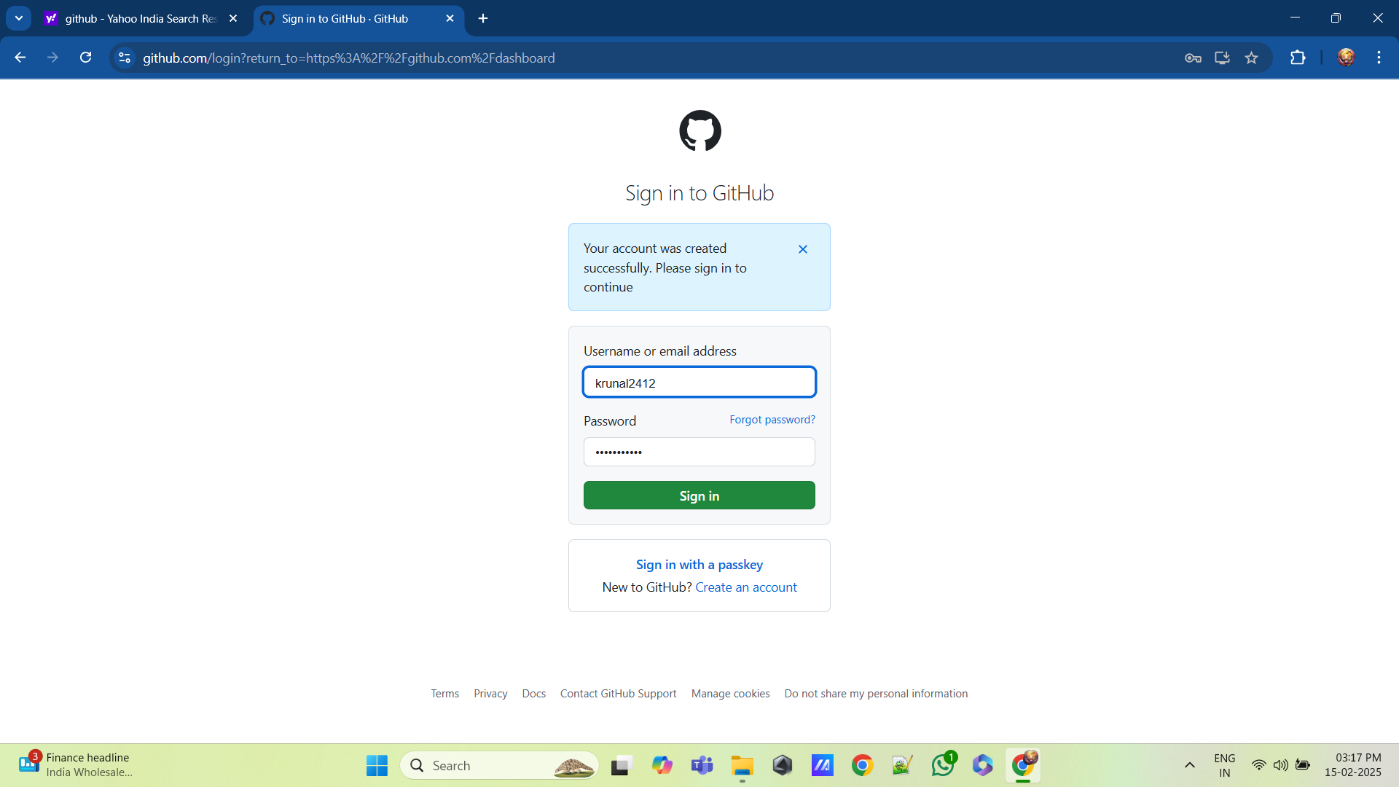 github - Yahoo India Search Res
Sign in to GitHub · GitHub
github.com/login?return_to=https%3A%2F%2Fgithub.com%2Fdashboard
Sign in to GitHub
Your account was created
successfully. Please sign in to
continue
Username or email address
krunal2412
Password
Forgot password?
•••••••••••
Sign in
Sign in with a passkey
New to GitHub? Create an account
Terms
Privacy
Docs
Contact GitHub Support
Manage cookies
Do not share my personal information
3
Finance headline
India Wholesale...
Search
1
ENG
IN
03:17 PM
15-02-2025